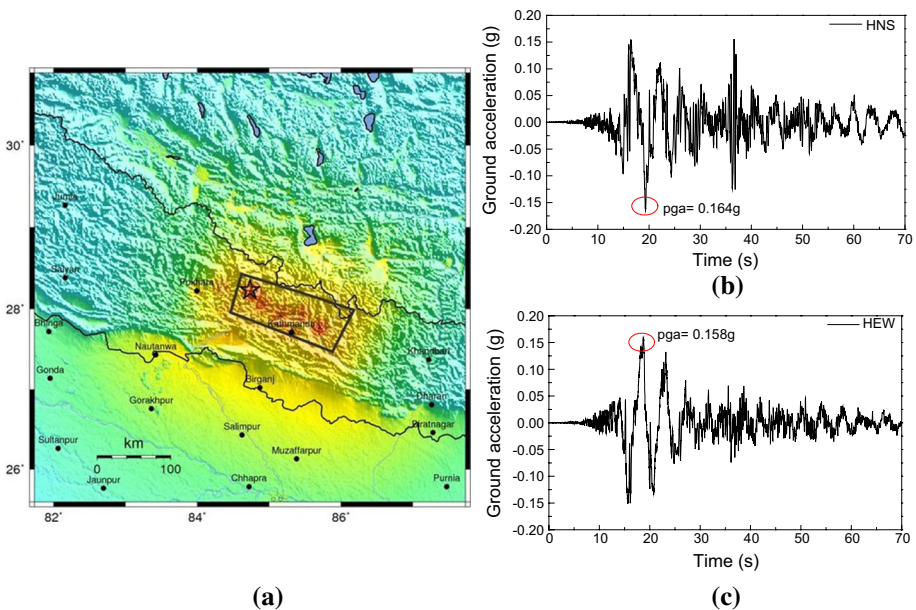 30˚
28˚
26˚
82˚
84˚
86˚
Jumla
Salyan
Pokhara
Bhinga
Nautanwa
Kathmandu
Khandbari
Gonda
Birganj
Gorakhpur
Dharan
Biratnagar
Sultanpur
km
Salimpur
0
100
Muzaffarpur
Jaunpur
Chhapra
Purnia
(a)
HNS
Ground acceleration (g)
0.20
0.15
0.10
0.05
0.00
-0.05
-0.10
-0.15
-0.20
pga= 0.164g
0 10 20 30 40 50 60 70
Time (s)
(b)
HEW
Ground acceleration (g)
0.20
0.15
0.10
0.05
0.00
-0.05
-0.10
-0.15
-0.20
pga= 0.158g
0 10 20 30 40 50 60 70
Time (s)
(c)